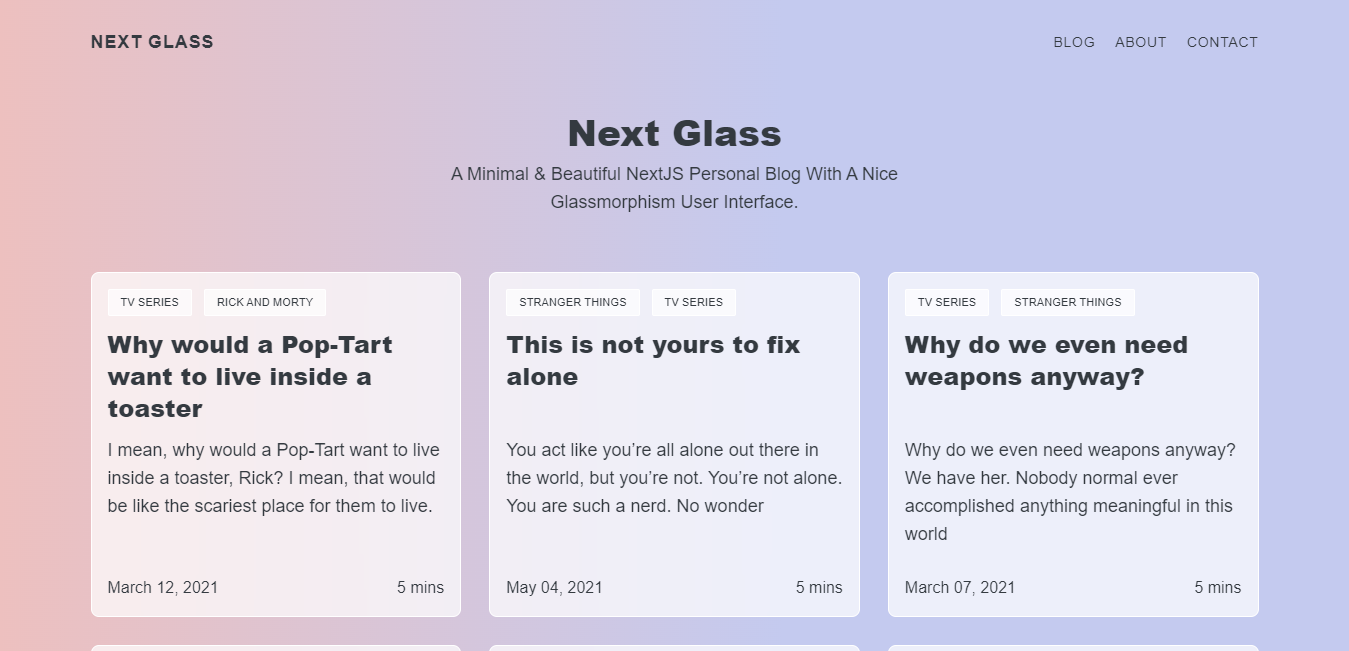 NEXT GLASS
BLOG ABOUT CONTACT
Next Glass
A Minimal & Beautiful NextJS Personal Blog With A Nice
Glassmorphism User Interface.
TV SERIES RICK AND MORTY
Why would a Pop-Tart
want to live inside a
toaster
I mean, why would a Pop-Tart want to live
inside a toaster, Rick? I mean, that would
be like the scariest place for them to live.
March 12, 2021 5 mins
STRANGER THINGS TV SERIES
This is not yours to fix
alone
You act like you’re all alone out there in
the world, but you’re not. You’re not alone.
You are such a nerd. No wonder
May 04, 2021 5 mins
TV SERIES STRANGER THINGS
Why do we even need
weapons anyway?
Why do we even need weapons anyway?
We have her. Nobody normal ever
accomplished anything meaningful in this
world
March 07, 2021 5 mins